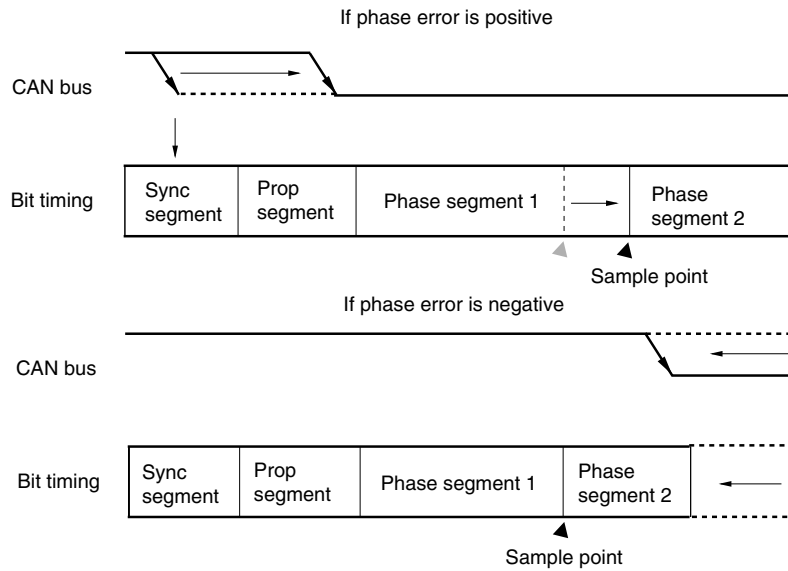 If phase error is positive
CAN bus
Bit timing
Sync
segment
Prop
segment
Phase segment 1
Phase
segment 2
Sample point
If phase error is negative
CAN bus
Bit timing
Sync
segment
Prop
segment
Phase segment 1
Phase
segment 2
Sample point